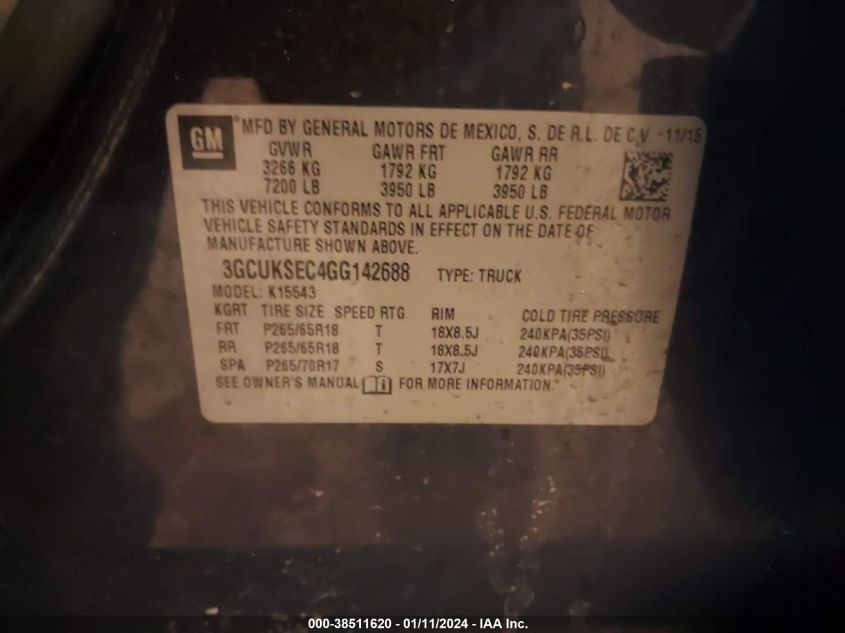 GM ® MFD BY GENERAL MOTORS DE MEXICO, S. DE R.L. DE C.V. -11/15
GVWR GAWR FRT GAWR RR
3266 KG 1792 KG 1792 KG
7200 LB 3950 LB 3950 LB
THIS VEHICLE CONFORMS TO ALL APPLICABLE U.S. FEDERAL MOTOR
VEHICLE SAFETY STANDARDS IN EFFECT ON THE DATE OF
MANUFACTURE SHOWN ABOVE.
3GCUKSEC4GG142688 TYPE: TRUCK
MODEL: K15543
KGRT TIRE SIZE SPEED RTG RIM COLD TIRE PRESSURE
FRT P265/65R18 T 18X8.5J 240KPA(35PSI)
RR P265/65R18 T 18X8.5J 240KPA(35PSI)
SPA P265/70R17 S 17X7J 240KPA(35PSI)
SEE OWNER'S MANUAL i FOR MORE INFORMATION.
000-38511620 - 01/11/2024 - IAA Inc.